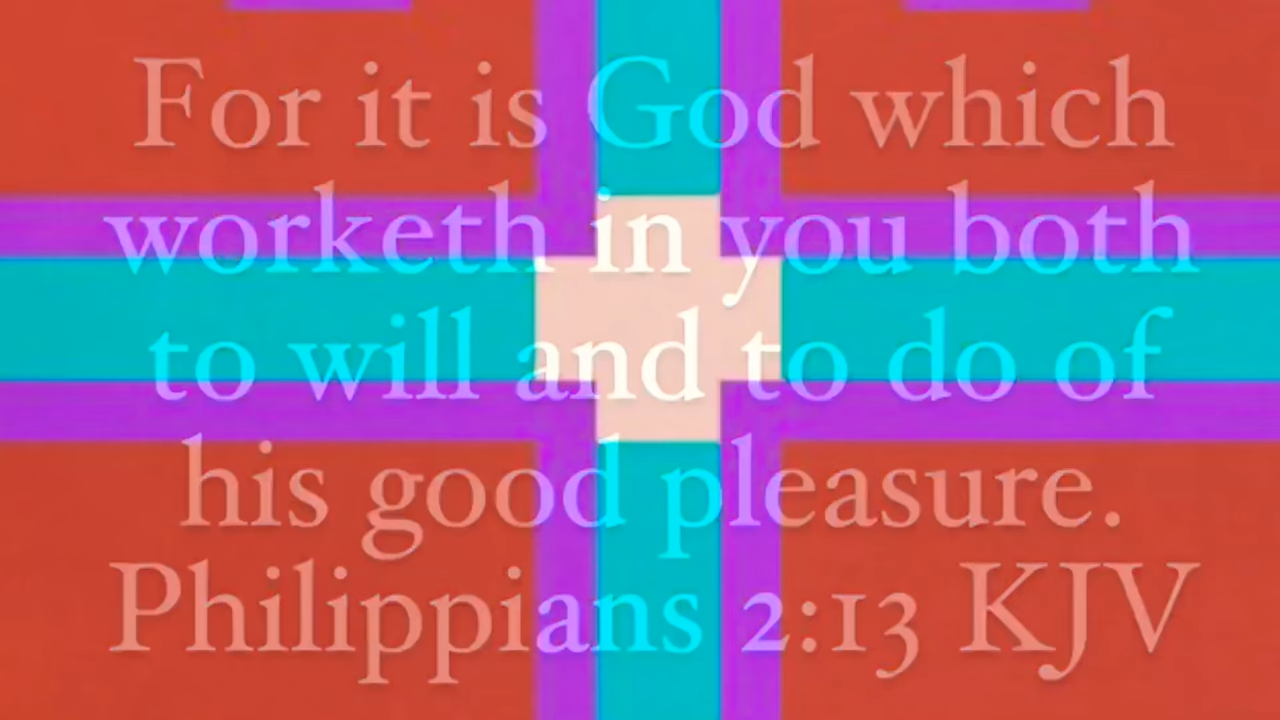 For it is God which
worketh in you both
to will and to do of
his good pleasure.
Philippians 2:13 KJV